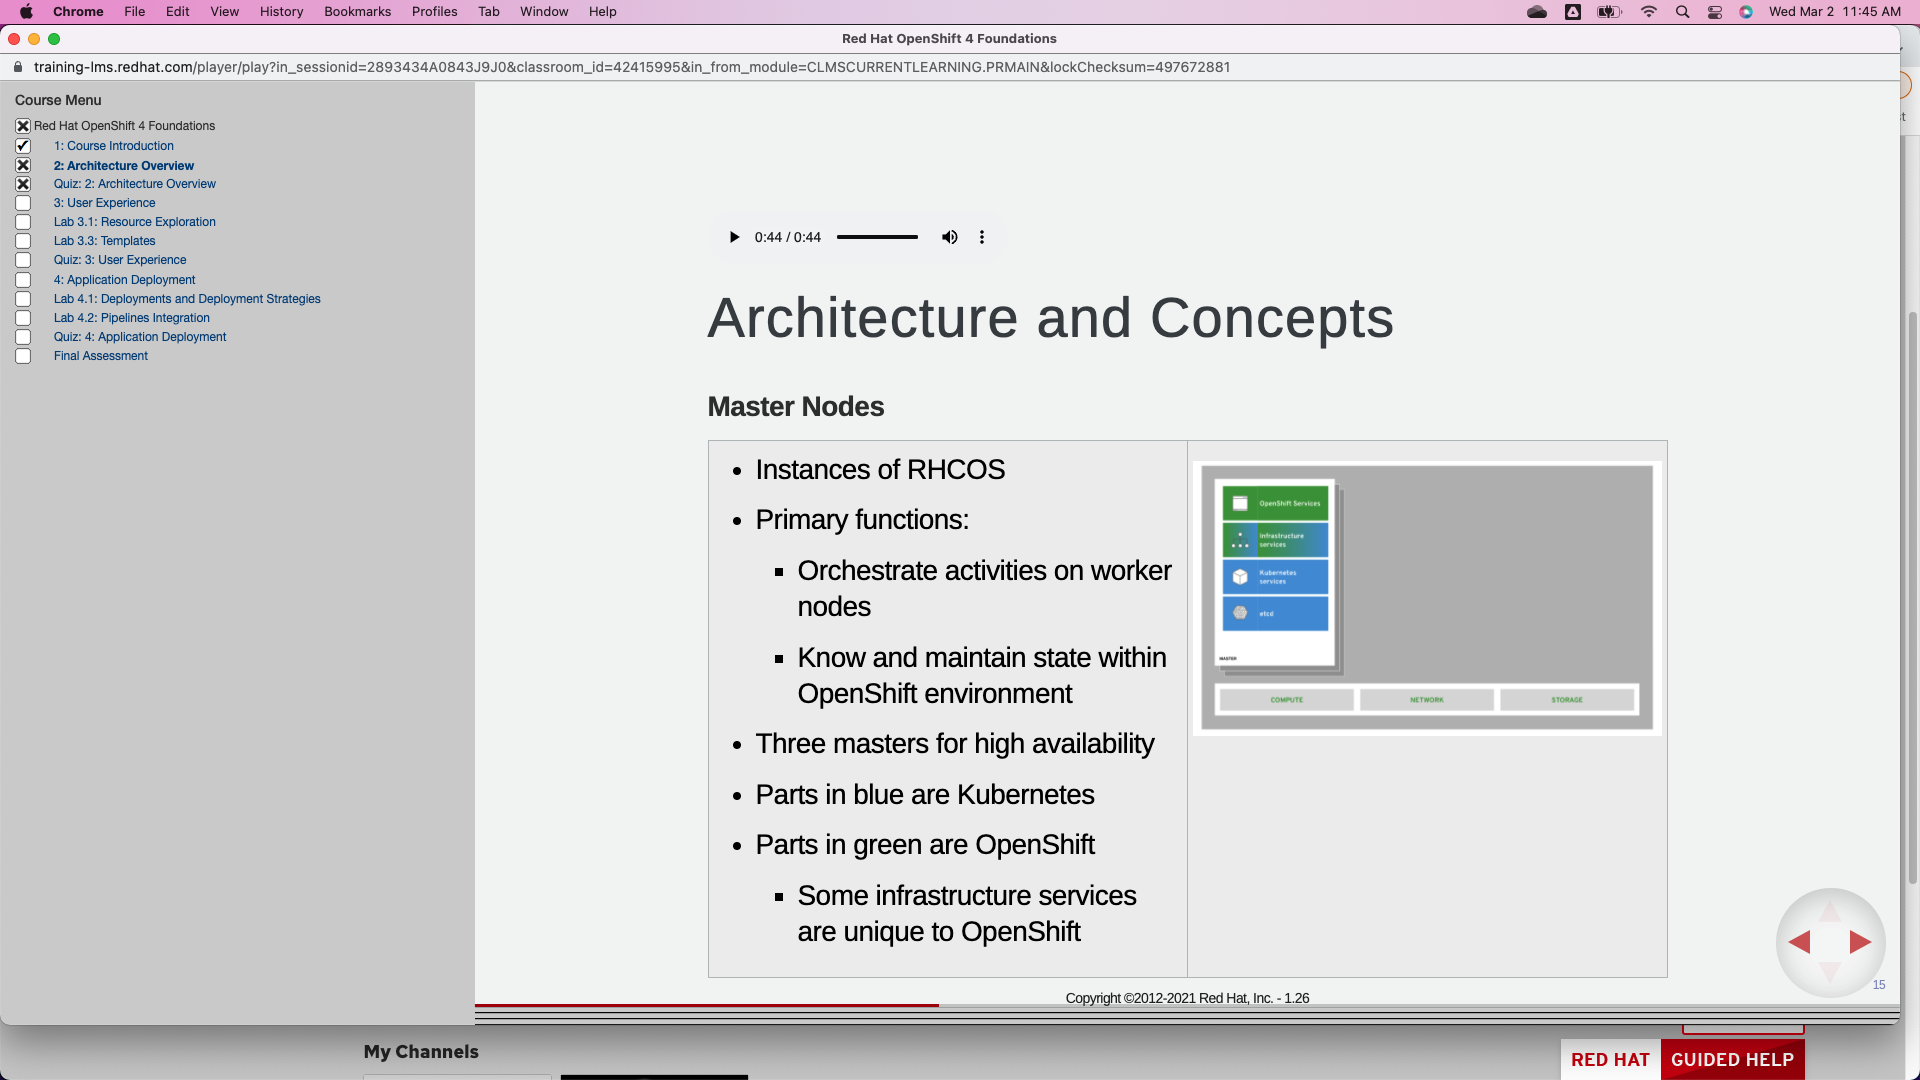 Chrome File Edit View History Bookmarks Profiles Tab Window Help Wed Mar 2 11:45 AM
Red Hat OpenShift 4 Foundations
training-lms.redhat.com/player/play?in_sessionid=2893434A0843J9J0&classroom_id=42415995&in_from_module=CLMSCURRENTLEARNING.PRMAIN&lockChecksum=497672881
Course Menu
Red Hat OpenShift 4 Foundations
1: Course Introduction
2: Architecture Overview
Quiz: 2: Architecture Overview
3: User Experience
Lab 3.1: Resource Exploration
Lab 3.3: Templates
Quiz: 3: User Experience
4: Application Deployment
Lab 4.1: Deployments and Deployment Strategies
Lab 4.2: Pipelines Integration
Quiz: 4: Application Deployment
Final Assessment
0:44 / 0:44
Architecture and Concepts
Master Nodes
Instances of RHCOS
Primary functions:
Orchestrate activities on worker
nodes
Know and maintain state within
OpenShift environment
Three masters for high availability
Parts in blue are Kubernetes
Parts in green are OpenShift
Some infrastructure services
are unique to OpenShift
OpenShift Services
Infrastructure
services
Kubernetes
services
etcd
MASTER
COMPUTE NETWORK STORAGE
15
Copyright ©2012-2021 Red Hat, Inc. - 1.26
My Channels
RED HAT GUIDED HELP